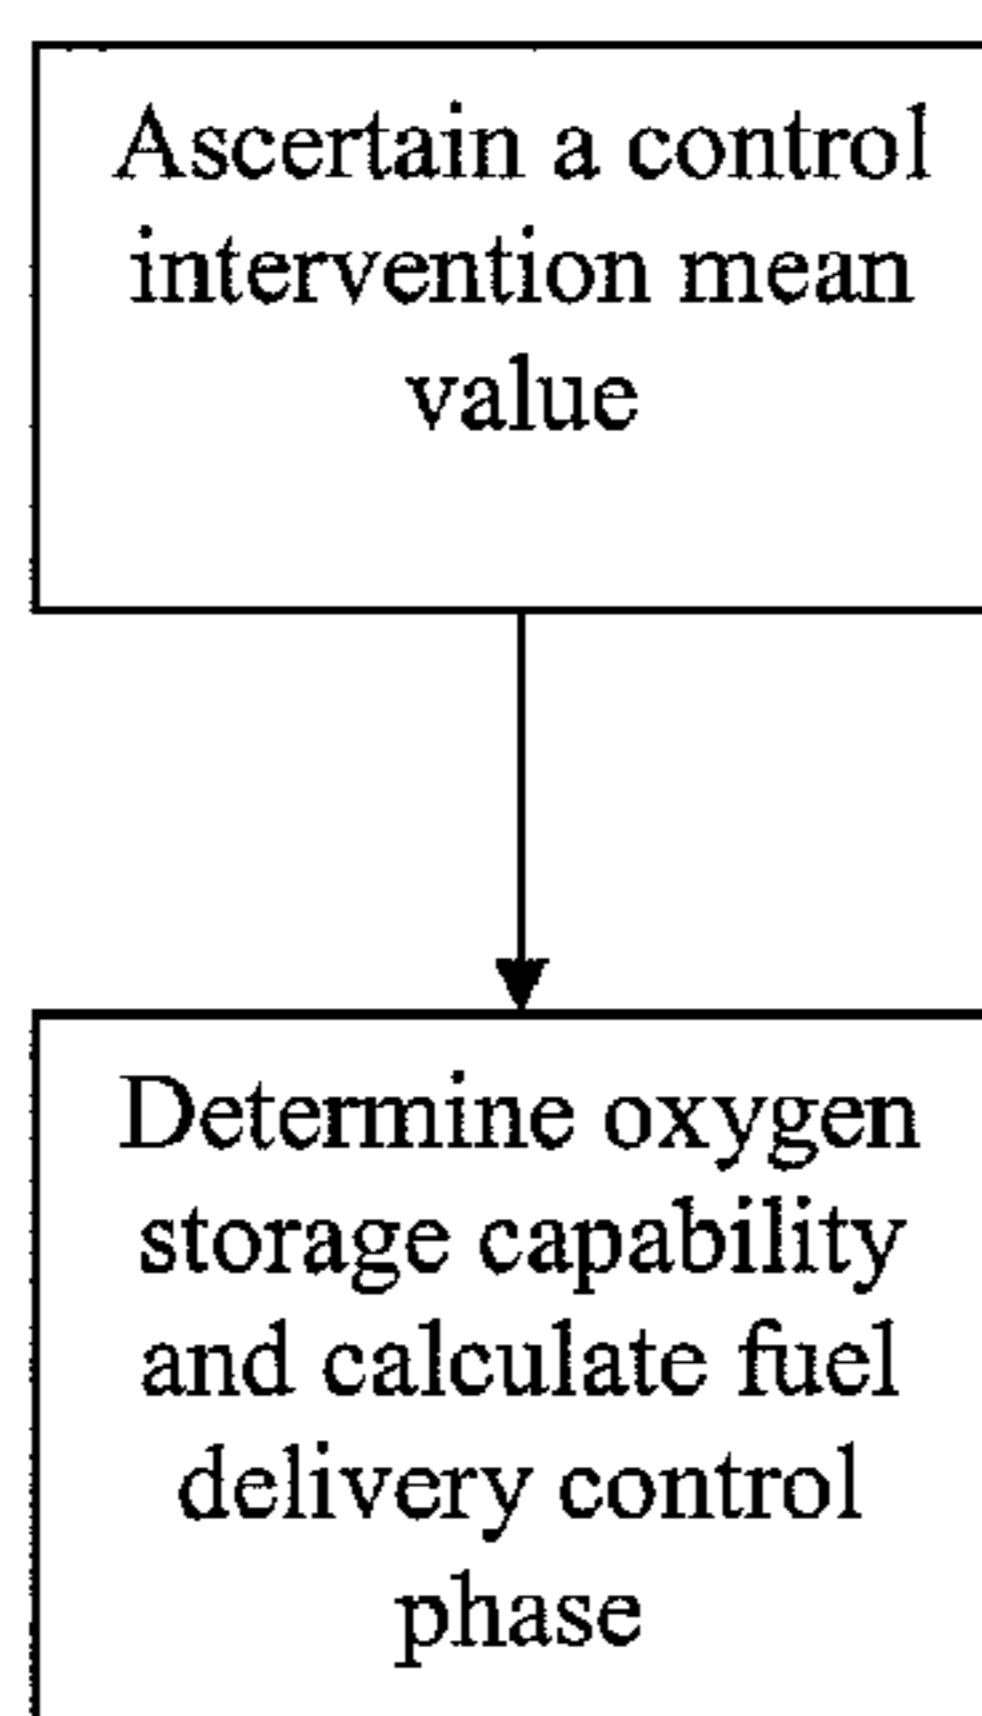 Ascertain a control
intervention mean
value
Determine oxygen
storage capability
and calculate fuel
delivery control
phase